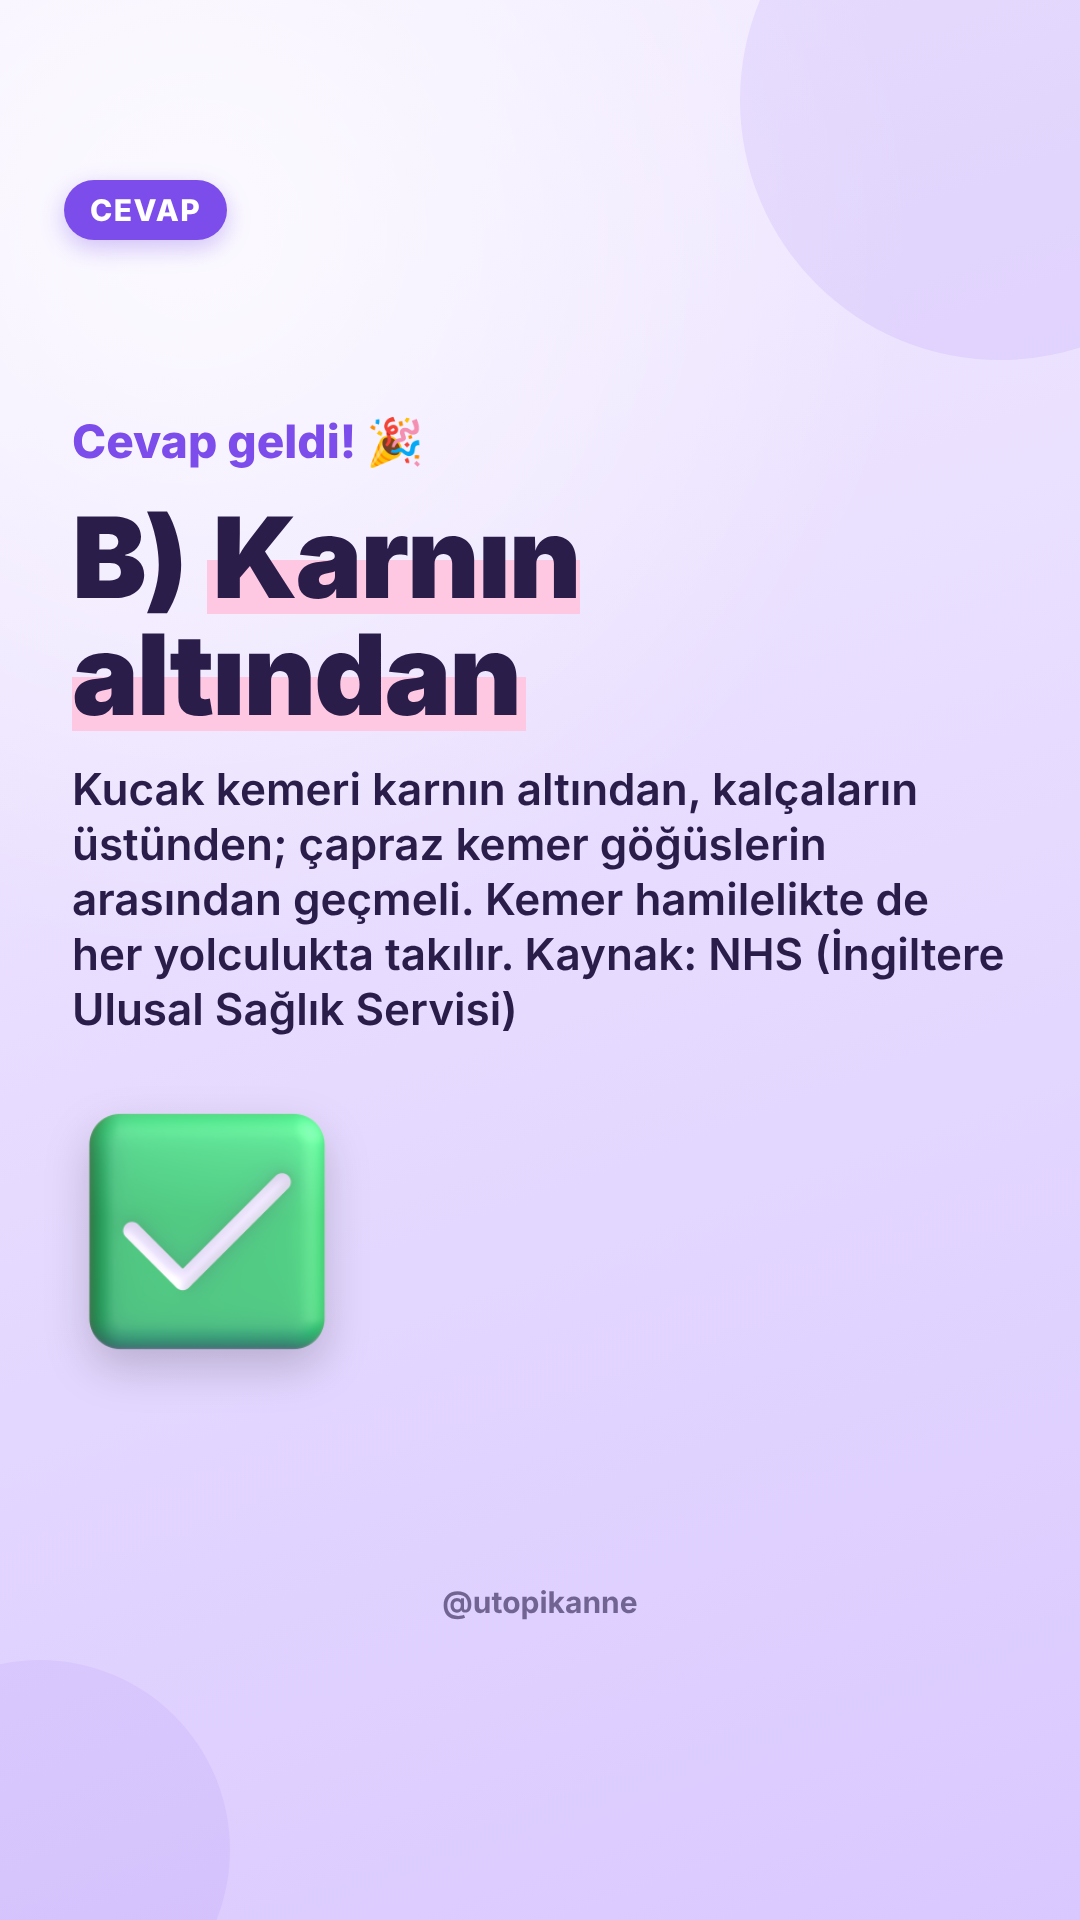 CEVAP
Cevap geldi! 🎉
B) Karnın
altından
Kucak kemeri karnın altından, kalçaların
üstünden; çapraz kemer göğüslerin
arasından geçmeli. Kemer hamilelikte de
her yolculukta takılır. Kaynak: NHS (İngiltere
Ulusal Sağlık Servisi)
@utopikanne